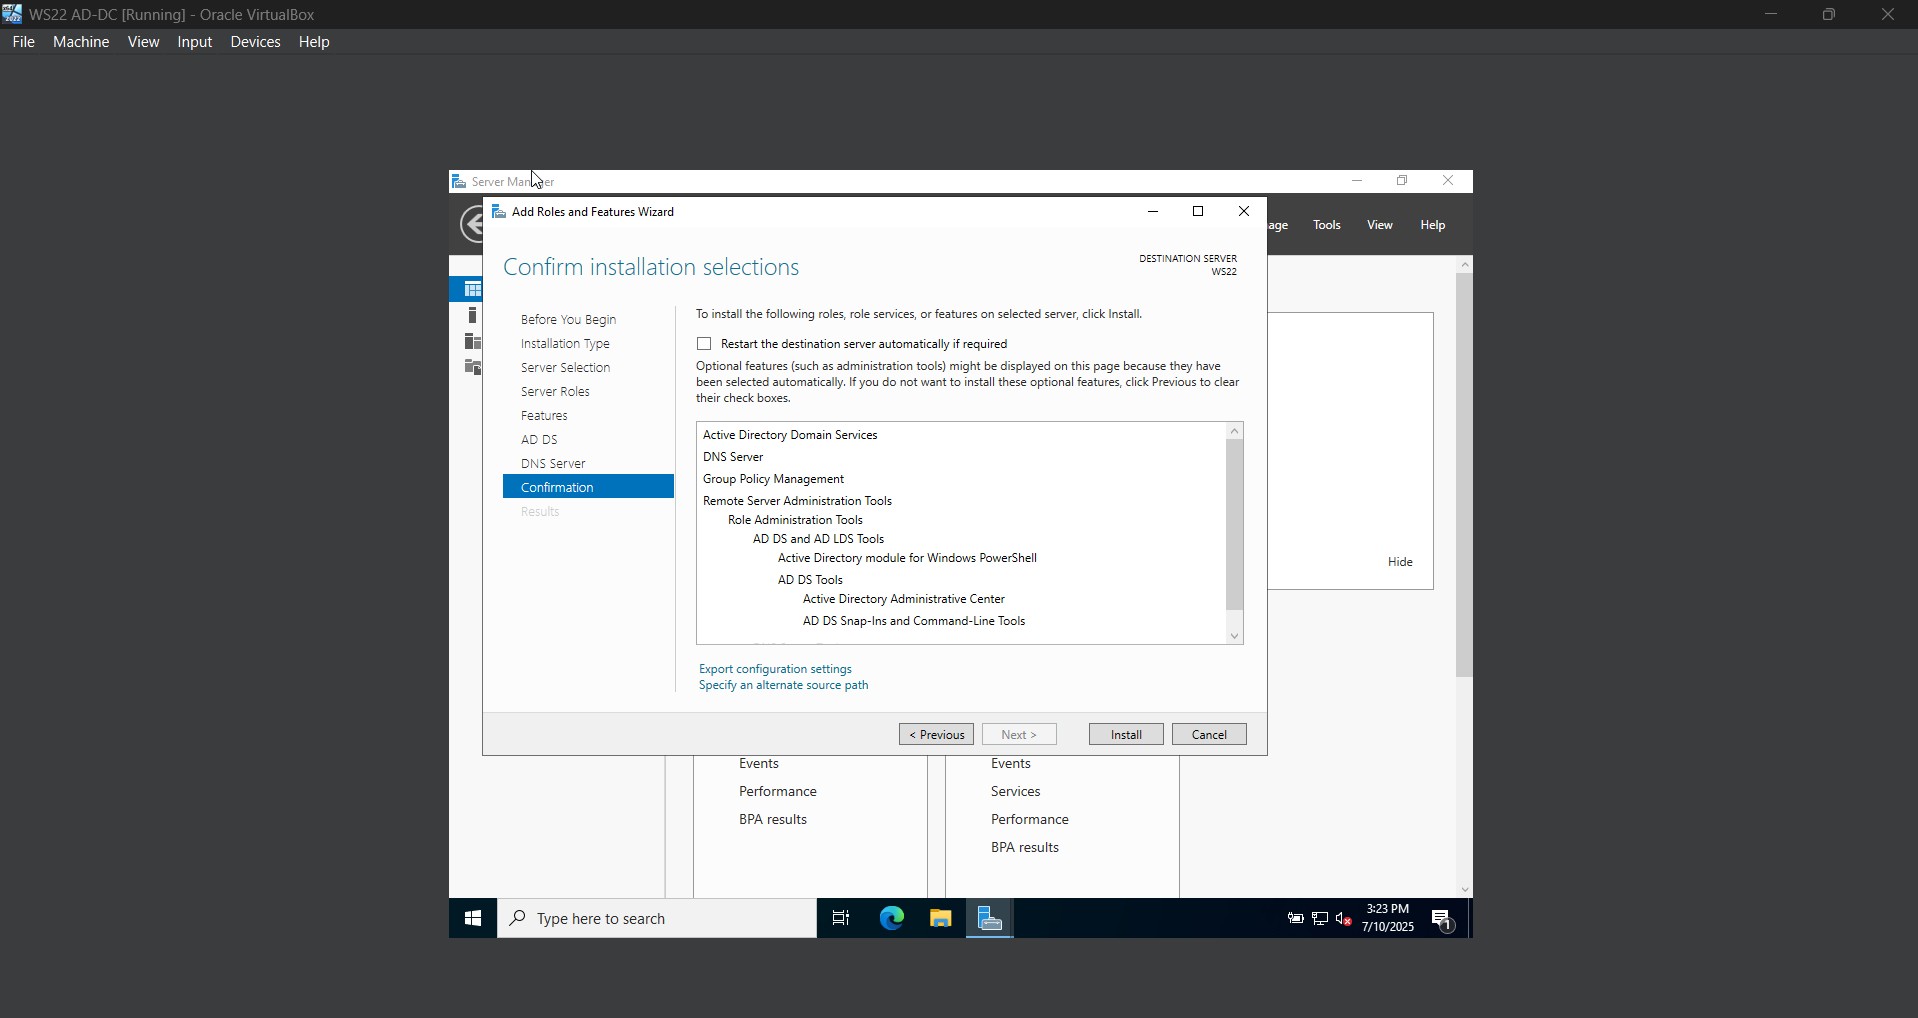 WS22 AD-DC [Running] - Oracle VirtualBox
File Machine View Input Devices Help
Server Manager
Add Roles and Features Wizard
Tools View Help
Confirm installation selections
DESTINATION SERVER
WS22
Before You Begin
Installation Type
Server Selection
Server Roles
Features
AD DS
DNS Server
Confirmation
Results
To install the following roles, role services, or features on selected server, click Install.
Restart the destination server automatically if required
Optional features (such as administration tools) might be displayed on this page because they have
been selected automatically. If you do not want to install these optional features, click Previous to clear
their check boxes.
Active Directory Domain Services
DNS Server
Group Policy Management
Remote Server Administration Tools
Role Administration Tools
AD DS and AD LDS Tools
Active Directory module for Windows PowerShell
AD DS Tools
Active Directory Administrative Center
AD DS Snap-Ins and Command-Line Tools
Export configuration settings
Specify an alternate source path
Hide
< Previous Next > Install Cancel
Events
Performance
BPA results
Events
Services
Performance
BPA results
Type here to search
3:23 PM
7/10/2025
1